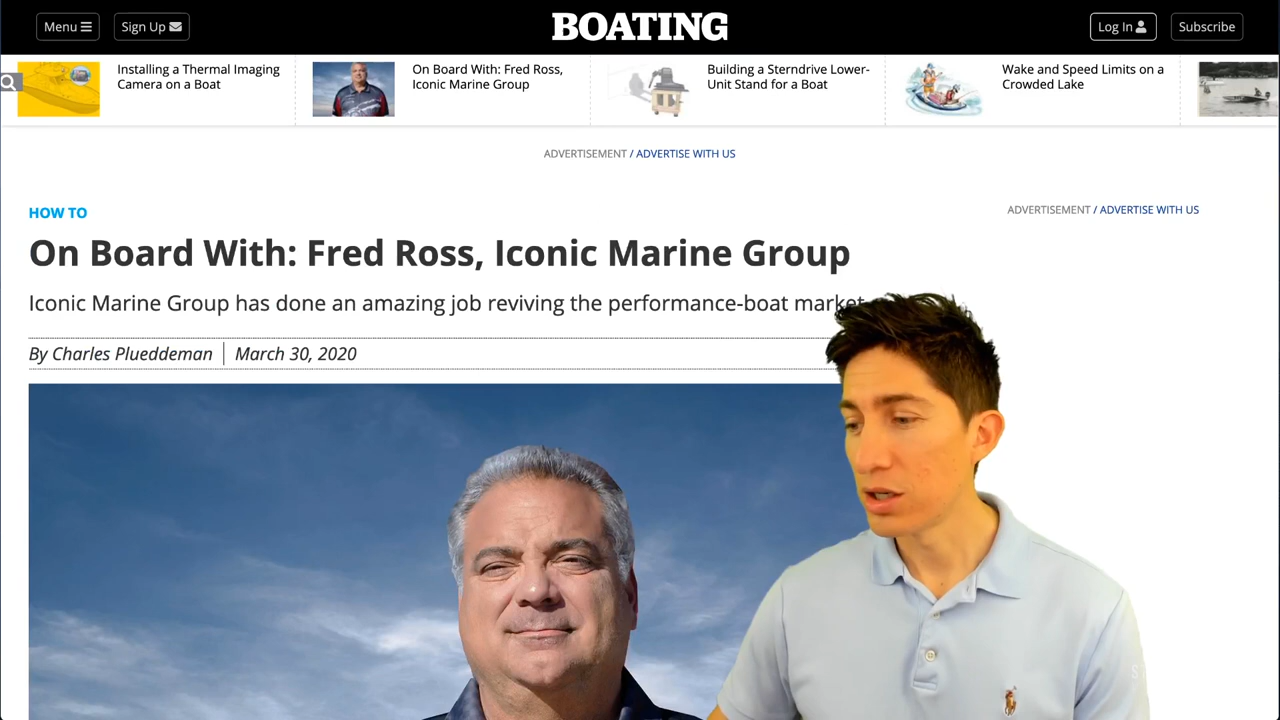 Menu
Sign Up
BOATING
Log In
Subscribe
Installing a Thermal Imaging
Camera on a Boat
On Board With: Fred Ross,
Iconic Marine Group
Building a Sterndrive Lower-
Unit Stand for a Boat
Wake and Speed Limits on a
Crowded Lake
ADVERTISEMENT / ADVERTISE WITH US
HOW TO
ADVERTISEMENT / ADVERTISE WITH US
On Board With: Fred Ross, Iconic Marine Group
Iconic Marine Group has done an amazing job reviving the performance-boat market
By Charles Plueddeman | March 30, 2020